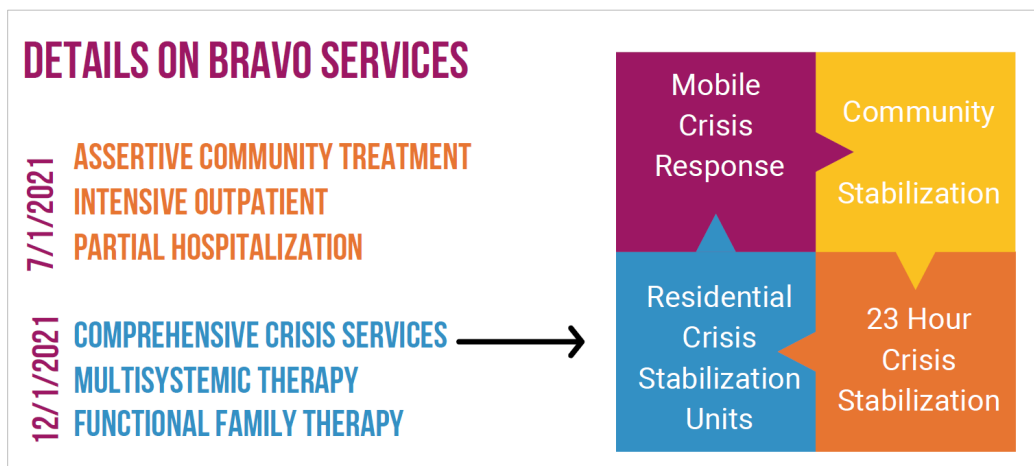 DETAILS ON BRAVO SERVICES
7/1/2021
ASSERTIVE COMMUNITY TREATMENT
INTENSIVE OUTPATIENT
PARTIAL HOSPITALIZATION
12/1/2021
COMPREHENSIVE CRISIS SERVICES
MULTISYSTEMIC THERAPY
FUNCTIONAL FAMILY THERAPY
Mobile
Crisis
Response
Community
Stabilization
Residential
Crisis
Stabilization
Units
23 Hour
Crisis
Stabilization